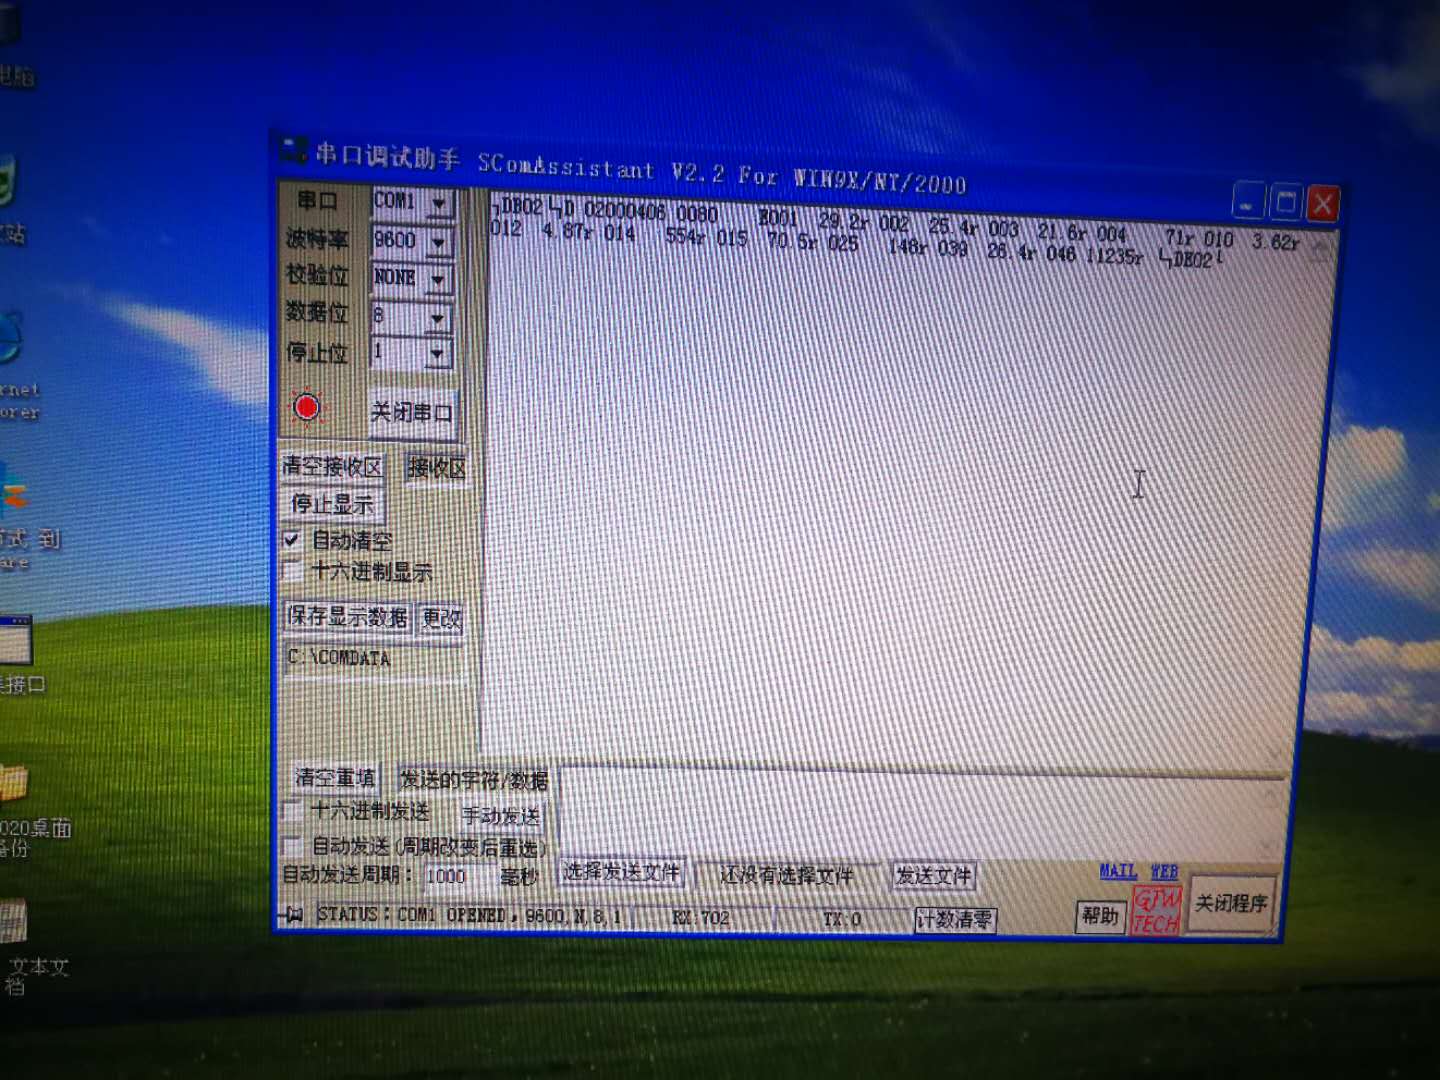 电脑
站
rnet
orer
式 到
are
接口
020桌面
备份
文本文
档
串口调试助手 SComAssistant V2.2 For WIN9X/NT/2000
串口 COM1
波特率 9600
校验位 NONE
数据位 8
停止位 1
关闭串口
清空接收区 接收区
停止显示
自动清空
十六进制显示
保存显示数据 更改
C:\COMDATA
┐DB02└┐D 02000406 0080 E001 29.2r 002 25.4r 003 21.6r 004 71r 010 3.62r
012 4.87r 014 554r 015 70.5r 025 148r 039 26.4r 046 11235r └┐DE02┘
清空重填 发送的字符/数据
十六进制发送 手动发送
自动发送(周期改变后重选)
自动发送周期: 1000 毫秒 选择发送文件 还没有选择文件 发送文件
MAIL WEB
STATUS:COM1 OPENED,9600,N,8,1 RX:702 TX:0 计数清零 帮助 GJW TECH 关闭程序